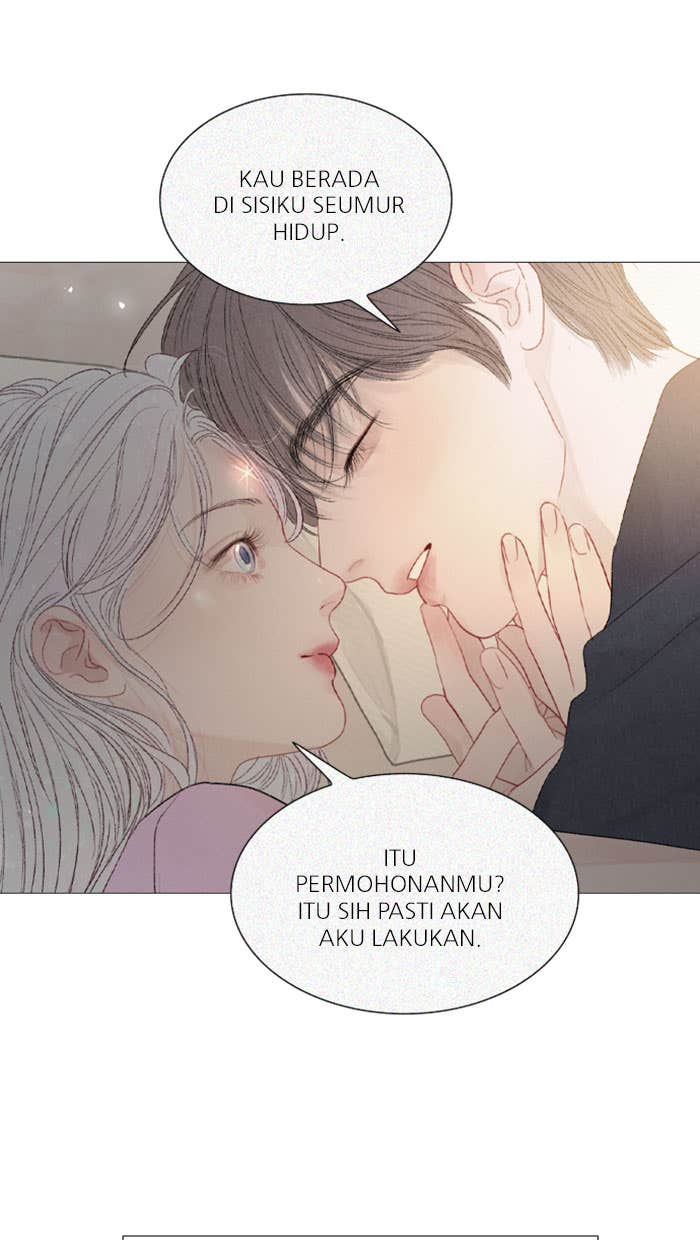 KAU BERADA
DI SISIKU SEUMUR
HIDUP.
ITU
PERMOHONANMU?
ITU SIH PASTI AKAN
AKU LAKUKAN.